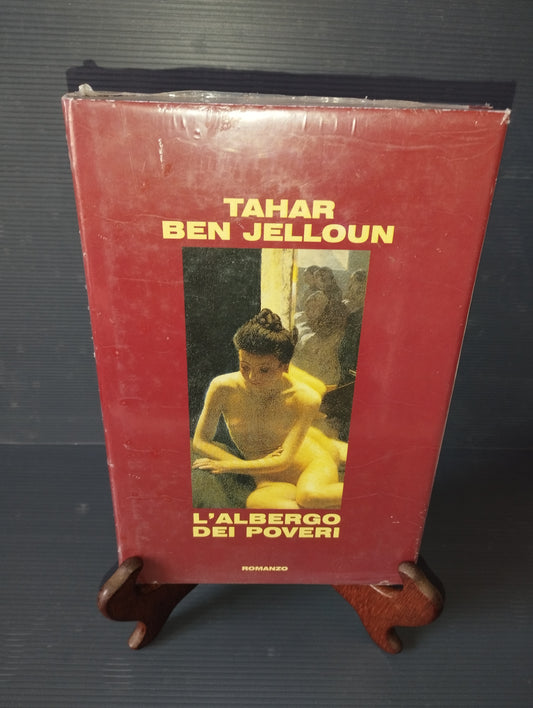 TAHAR
BEN JELLOUN
L'ALBERGO
DEI POVERI
ROMANZO